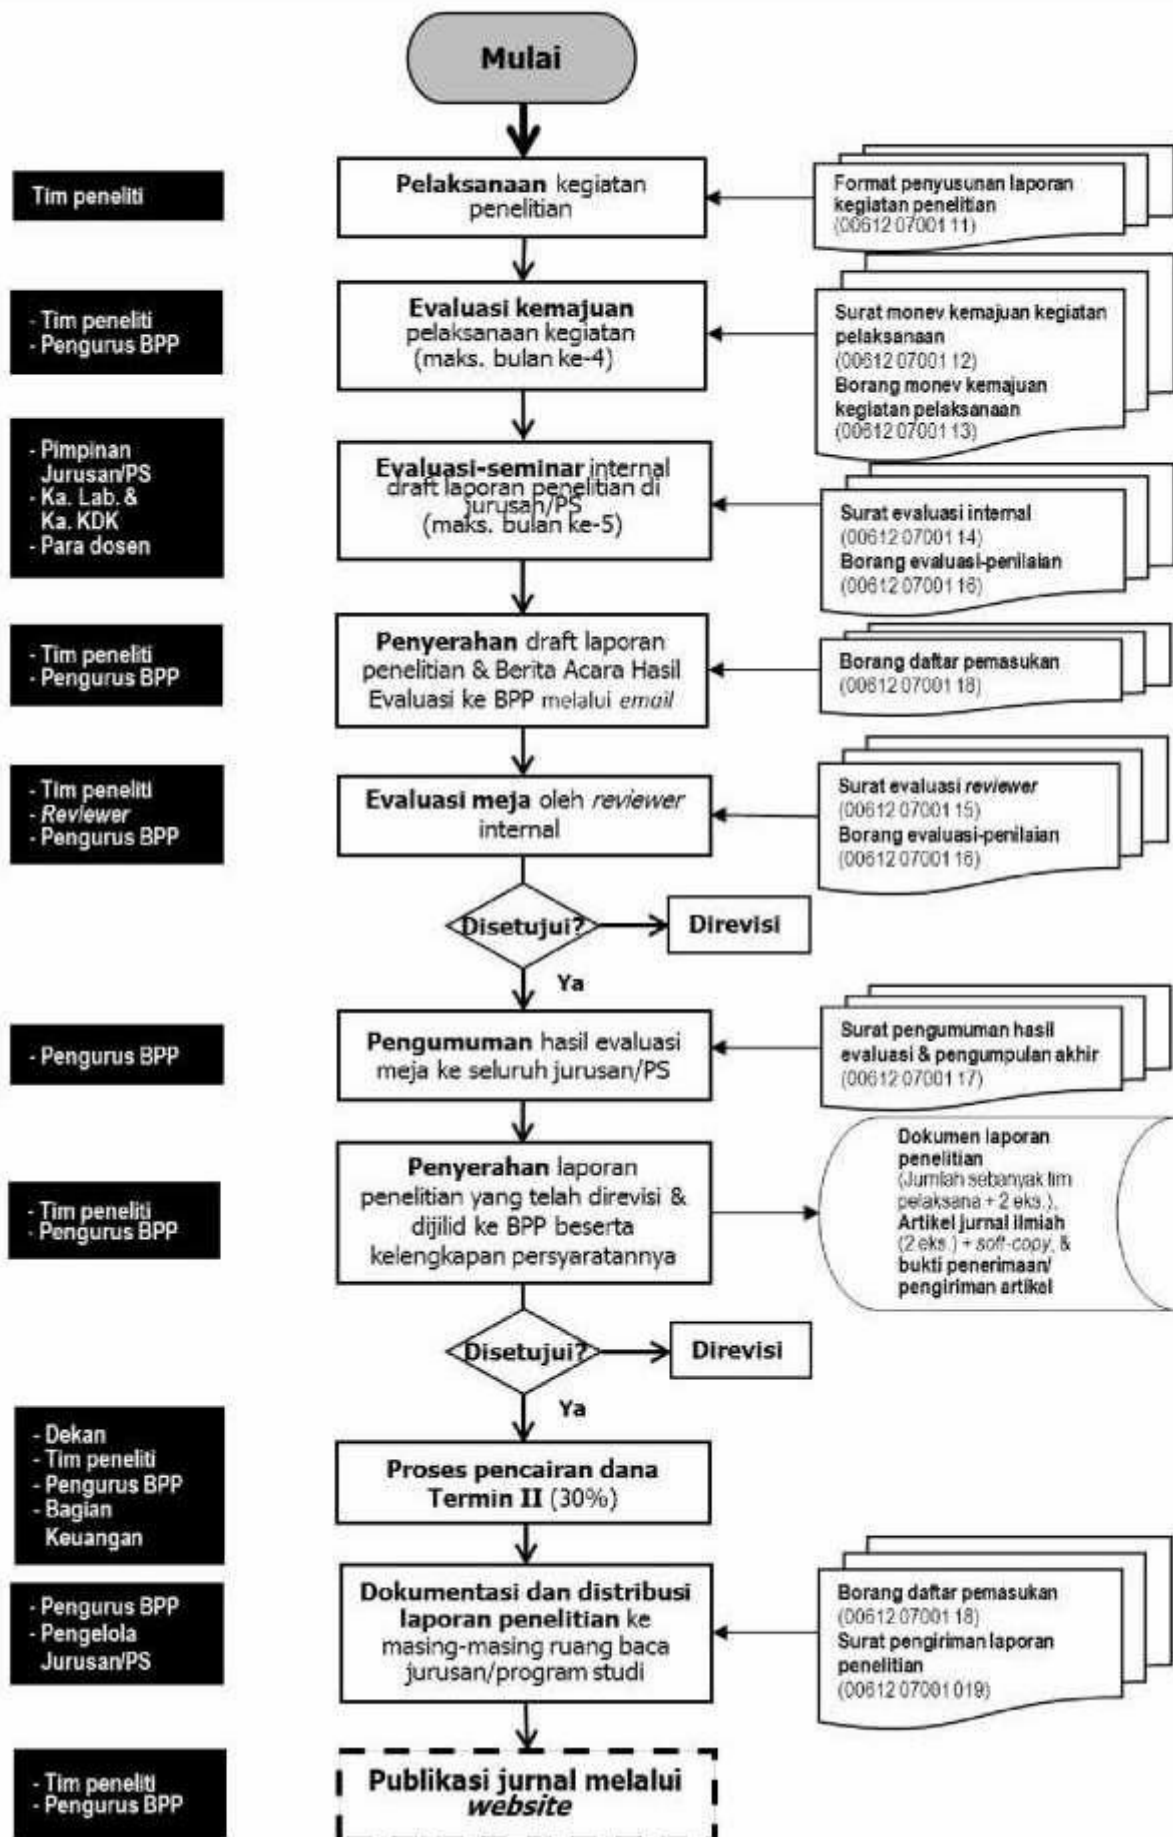 Mulai
Tim peneliti
Pelaksanaan kegiatan
penelitian
Format penyusunan laporan
kegiatan penelitian
(00612 07001 11)
- Tim peneliti
- Pengurus BPP
Evaluasi kemajuan
pelaksanaan kegiatan
(maks. bulan ke-4)
Surat monev kemajuan kegiatan
pelaksanaan
(00612 07001 12)
Borang monev kemajuan
kegiatan pelaksanaan
(00612 07001 13)
- Pimpinan
Jurusan/PS
- Ka. Lab. &
Ka. KDK
- Para dosen
Evaluasi-seminar internal
draft laporan penelitian di
jurusan/PS
(maks. bulan ke-5)
Surat evaluasi internal
(00612 07001 14)
Borang evaluasi-penilaian
(00612 07001 16)
- Tim peneliti
- Pengurus BPP
Penyerahan draft laporan
penelitian & Berita Acara Hasil
Evaluasi ke BPP melalui email
Borang daftar pemasukan
(00612 07001 18)
- Tim peneliti
- Reviewer
- Pengurus BPP
Evaluasi meja oleh reviewer
internal
Surat evaluasi reviewer
(00612 07001 15)
Borang evaluasi-penilaian
(00612 07001 16)
Disetujui?
Direvisi
Ya
- Pengurus BPP
Pengumuman hasil evaluasi
meja ke seluruh jurusan/PS
Surat pengumuman hasil
evaluasi & pengumpulan akhir
(00612 07001 17)
- Tim peneliti
- Pengurus BPP
Penyerahan laporan
penelitian yang telah direvisi &
dijilid ke BPP beserta
kelengkapan persyaratannya
Dokumen laporan
penelitian
(Jumlah sebanyak tim
pelaksana + 2 eks.),
Artikel jurnal ilmiah
(2 eks.) + soft-copy, &
bukti penerimaan/
pengiriman artikel
Disetujui?
Direvisi
Ya
- Dekan
- Tim peneliti
- Pengurus BPP
- Bagian
Keuangan
Proses pencairan dana
Termin II (30%)
- Pengurus BPP
- Pengelola
Jurusan/PS
Dokumentasi dan distribusi
laporan penelitian ke
masing-masing ruang baca
jurusan/program studi
Borang daftar pemasukan
(00612 07001 18)
Surat pengiriman laporan
penelitian
(00612 07001 019)
- Tim peneliti
- Pengurus BPP
Publikasi jurnal melalui
website